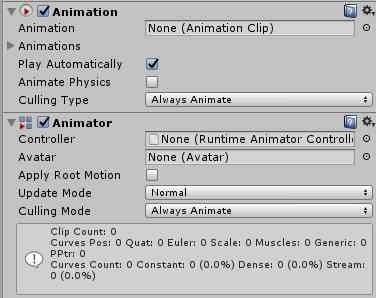 Animation
Animation None (Animation Clip)
Animations
Play Automatically
Animate Physics
Culling Type Always Animate
Animator
Controller None (Runtime Animator Controlle
Avatar None (Avatar)
Apply Root Motion
Update Mode Normal
Culling Mode Always Animate
Clip Count: 0
Curves Pos: 0 Quat: 0 Euler: 0 Scale: 0 Muscles: 0 Generic: 0
PPtr: 0
Curves Count: 0 Constant: 0 (0.0%) Dense: 0 (0.0%) Stream:
0 (0.0%)